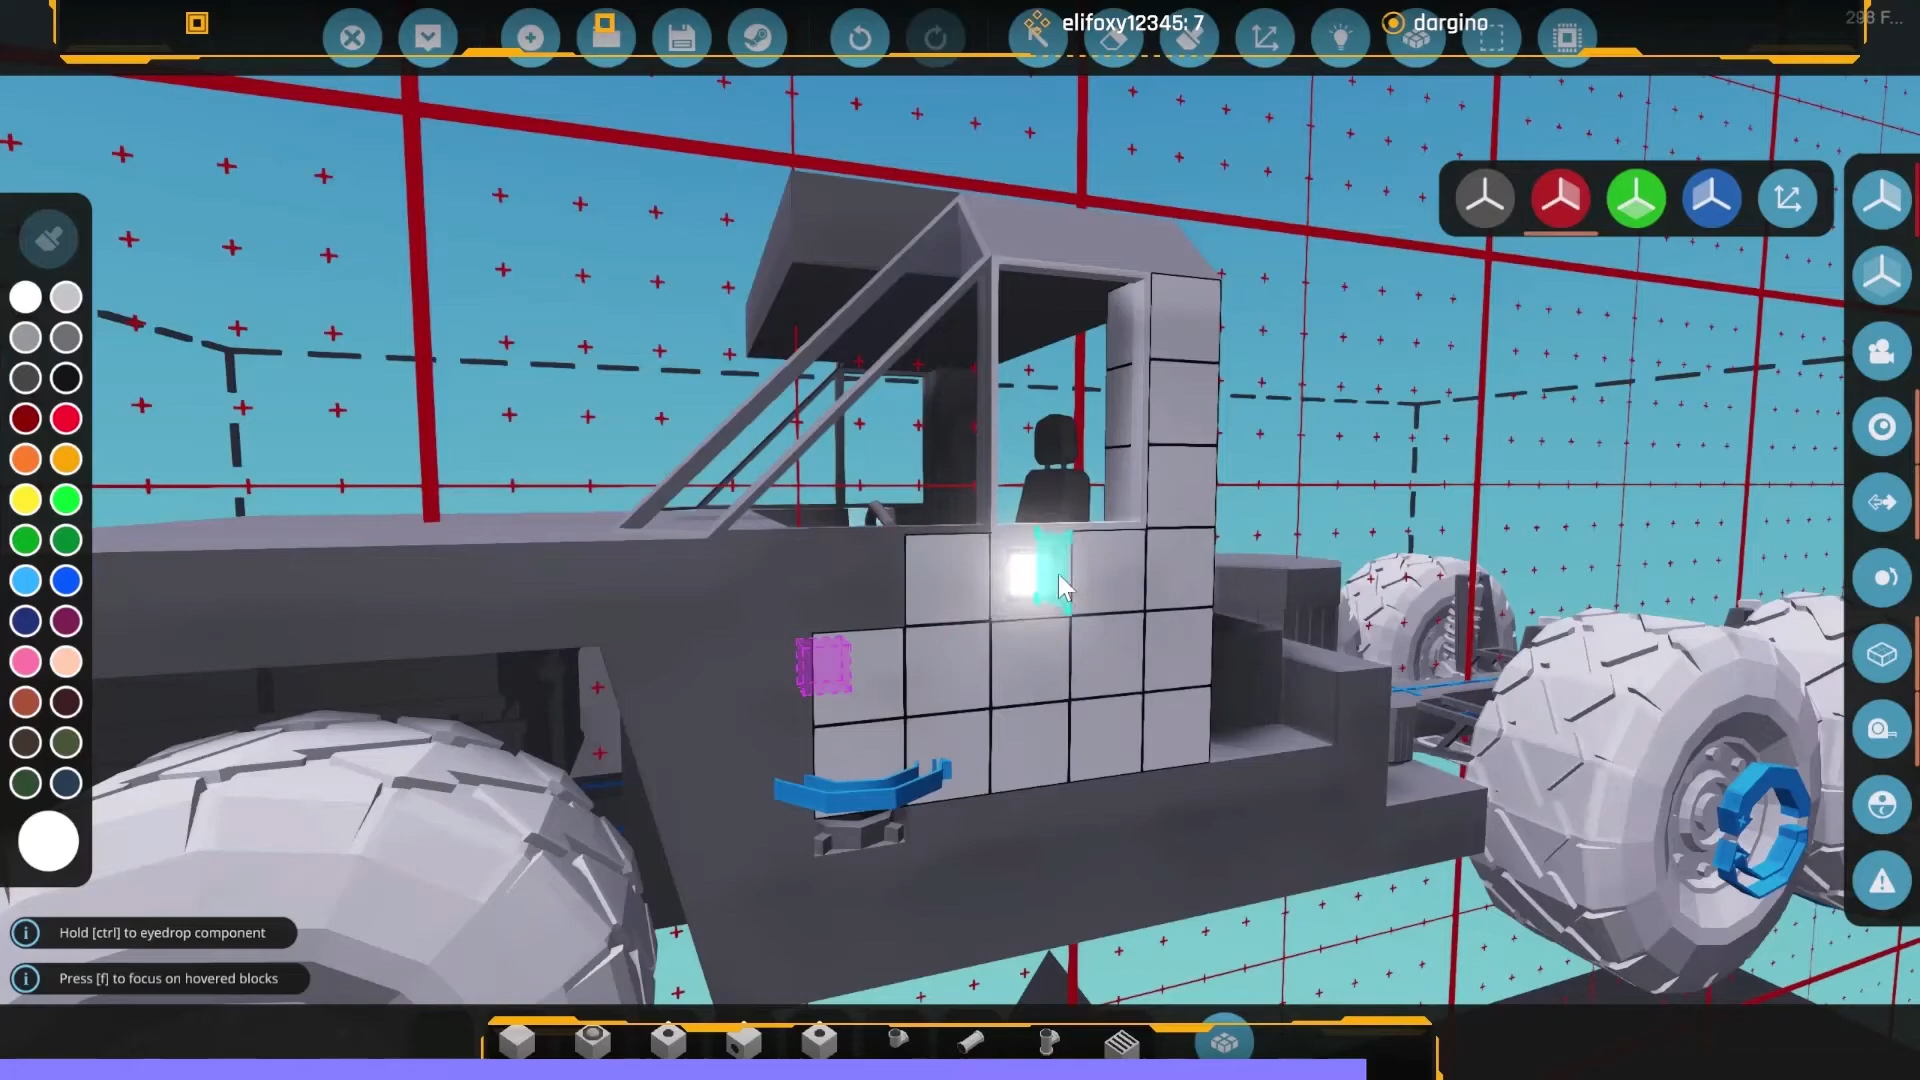 elifoxy12345: 7
dargino
Hold [ctrl] to eyedrop component
Press [f] to focus on hovered blocks